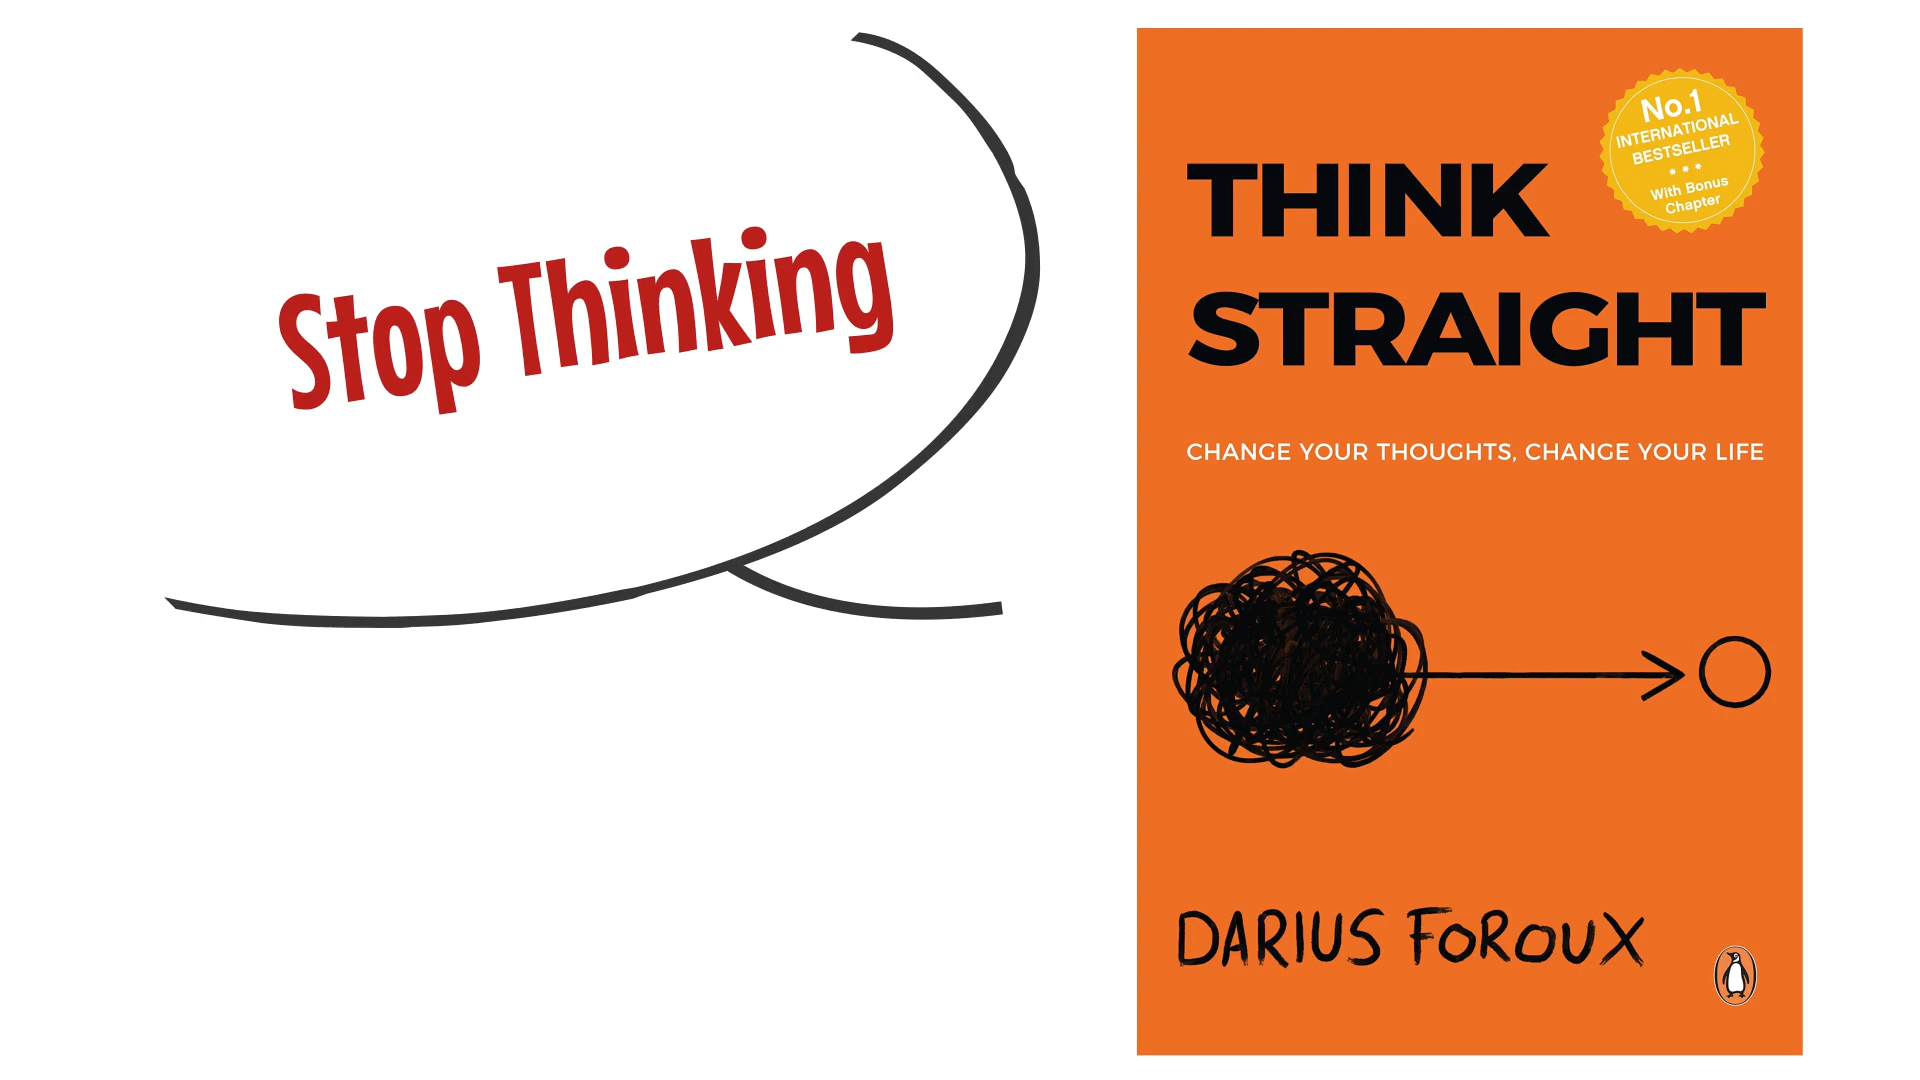 Stop Thinking
No.1
INTERNATIONAL
BESTSELLER
With Bonus
Chapter
THINK
STRAIGHT
CHANGE YOUR THOUGHTS, CHANGE YOUR LIFE
DARIUS FOROUX